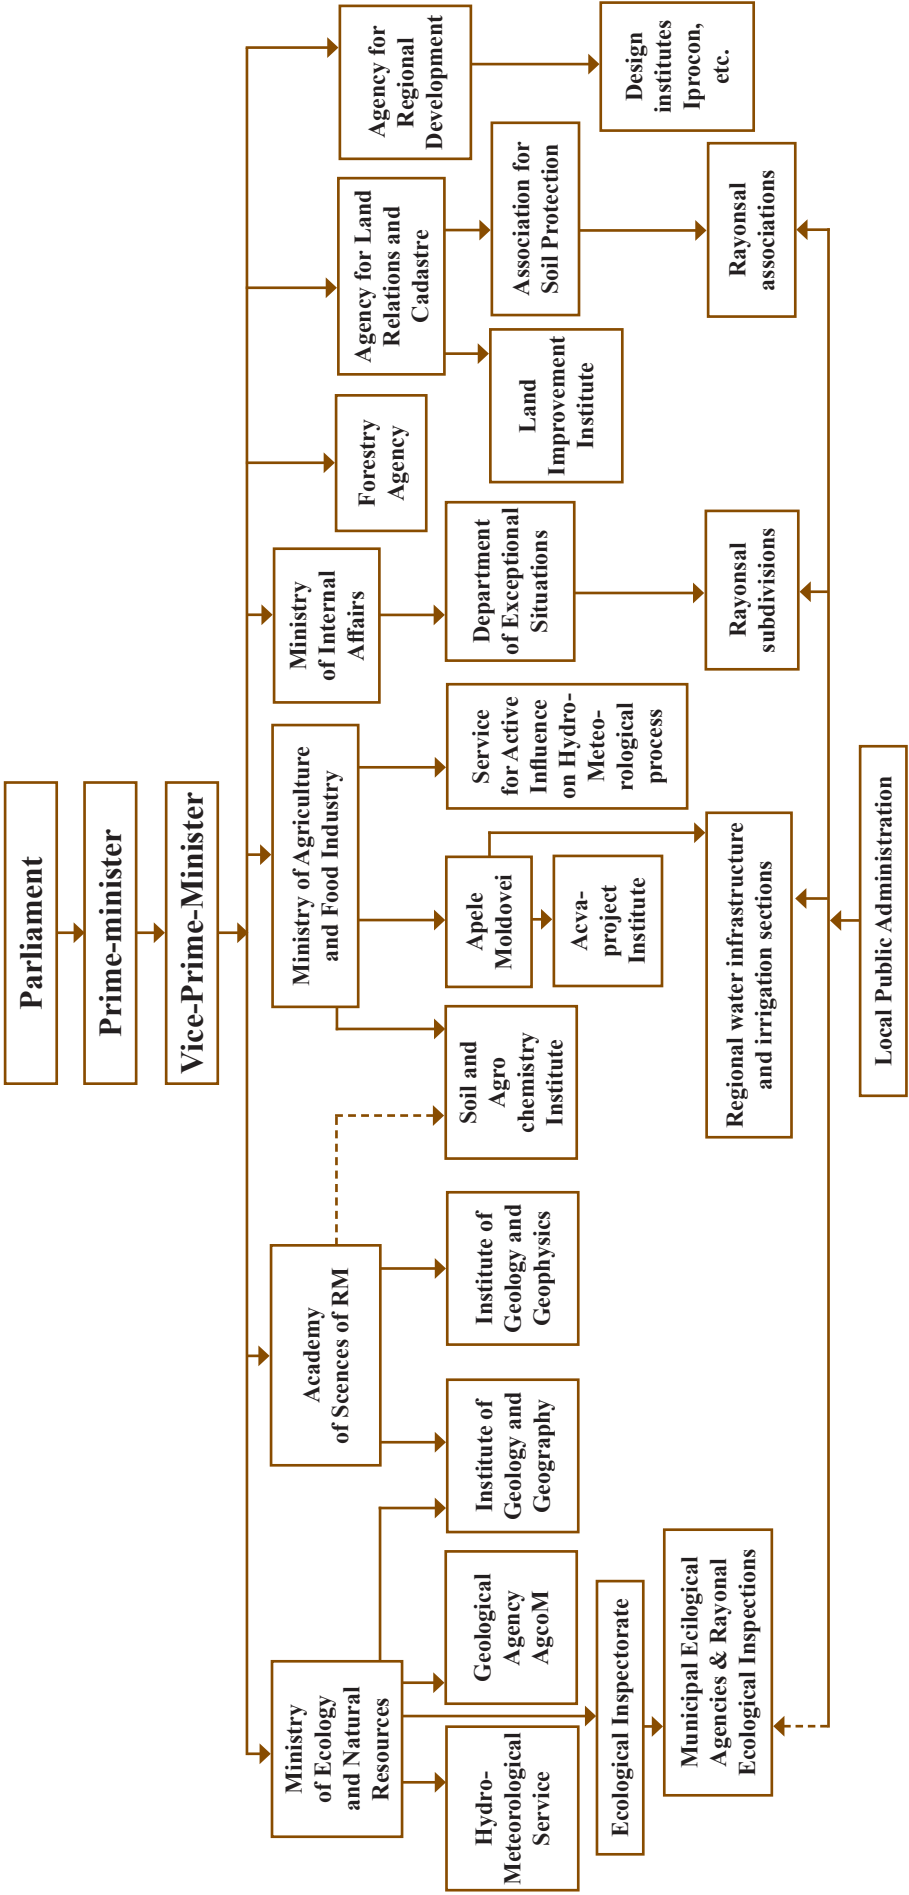 Parliament
Prime-minister
Vice-Prime-Minister
Ministry
of Ecology
and Natural
Resources
Academy
of Scences of RM
Ministry of Agriculture
and Food Industry
Ministry
of Internal
Affairs
Forestry
Agency
Agency for Land
Relations and
Cadastre
Agency for
Regional
Development
Hydro-
Meteorological
Service
Geological
Agency
AgcoM
Institute of
Geology and
Geography
Institute of
Geology and
Geophysics
Soil and
Agro
chemistry
Institute
Apele
Moldovei
Service
for Active
Influence
on Hydro-
Meteo-
rological
process
Department
of Exceptional
Situations
Land
Improvement
Institute
Association for
Soil Protection
Design
institutes
Iprocon,
etc.
Acva-
project
Institute
Ecological Inspectorate
Municipal Ecilogical
Agencies & Rayonal
Ecological Inspections
Regional water infrastructure
and irrigation sections
Rayonsal
subdivisions
Rayonsal
associations
Local Public Administration